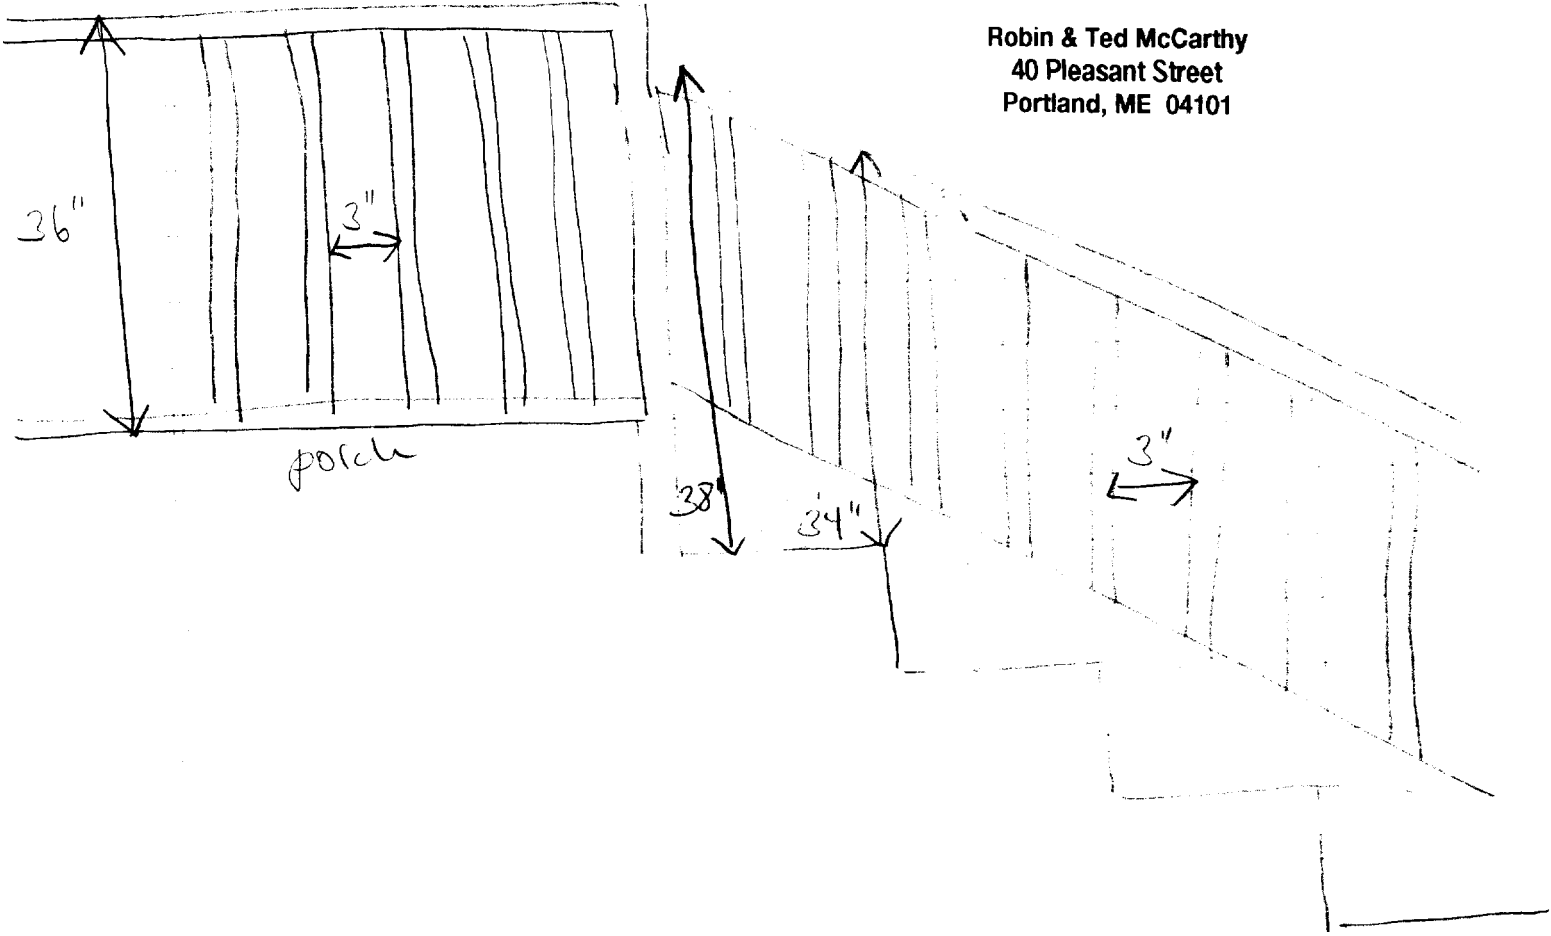 Robin & Ted McCarthy
40 Pleasant Street
Portland, ME 04101
36"
3"
porch
38"
34"
3"